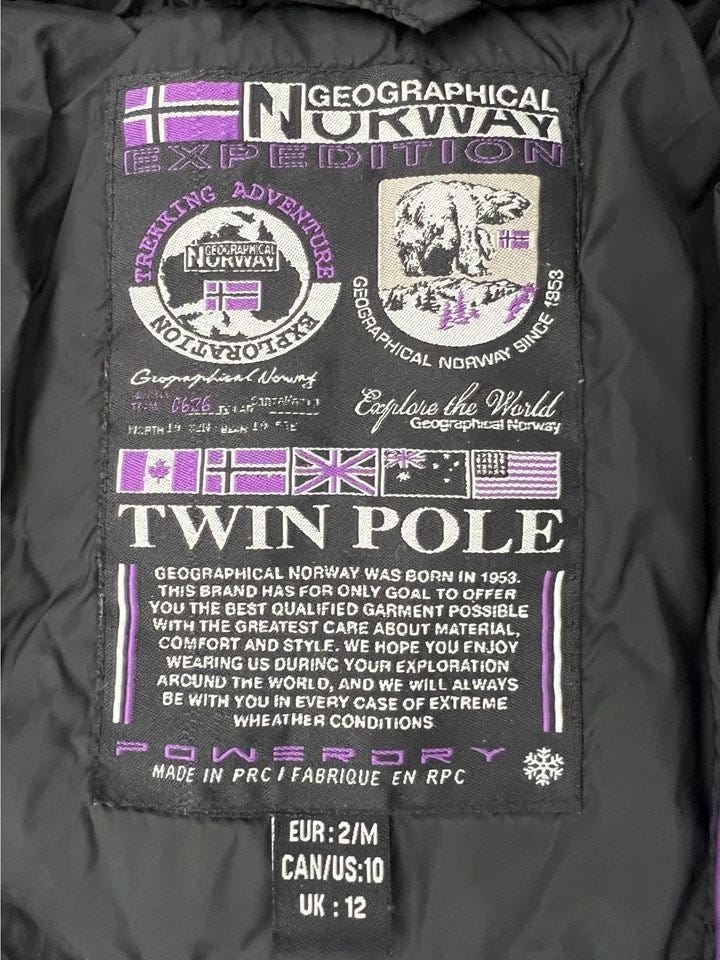 GEOGRAPHICAL
NORWAY
EXPEDITION
TREKKING ADVENTURE
GEOGRAPHICAL
NORWAY
EXPLORATION
GEOGRAPHICAL NORWAY SINCE 1953
Geographical Norway
Explore the World
Geographical Norway
TWIN POLE
GEOGRAPHICAL NORWAY WAS BORN IN 1953.
THIS BRAND HAS FOR ONLY GOAL TO OFFER
YOU THE BEST QUALIFIED GARMENT POSSIBLE
WITH THE GREATEST CARE ABOUT MATERIAL,
COMFORT AND STYLE. WE HOPE YOU ENJOY
WEARING US DURING YOUR EXPLORATION
AROUND THE WORLD, AND WE WILL ALWAYS
BE WITH YOU IN EVERY CASE OF EXTREME
WHEATHER CONDITIONS
POWERDRY
MADE IN PRC / FABRIQUE EN RPC
EUR:2/M
CAN/US:10
UK : 12